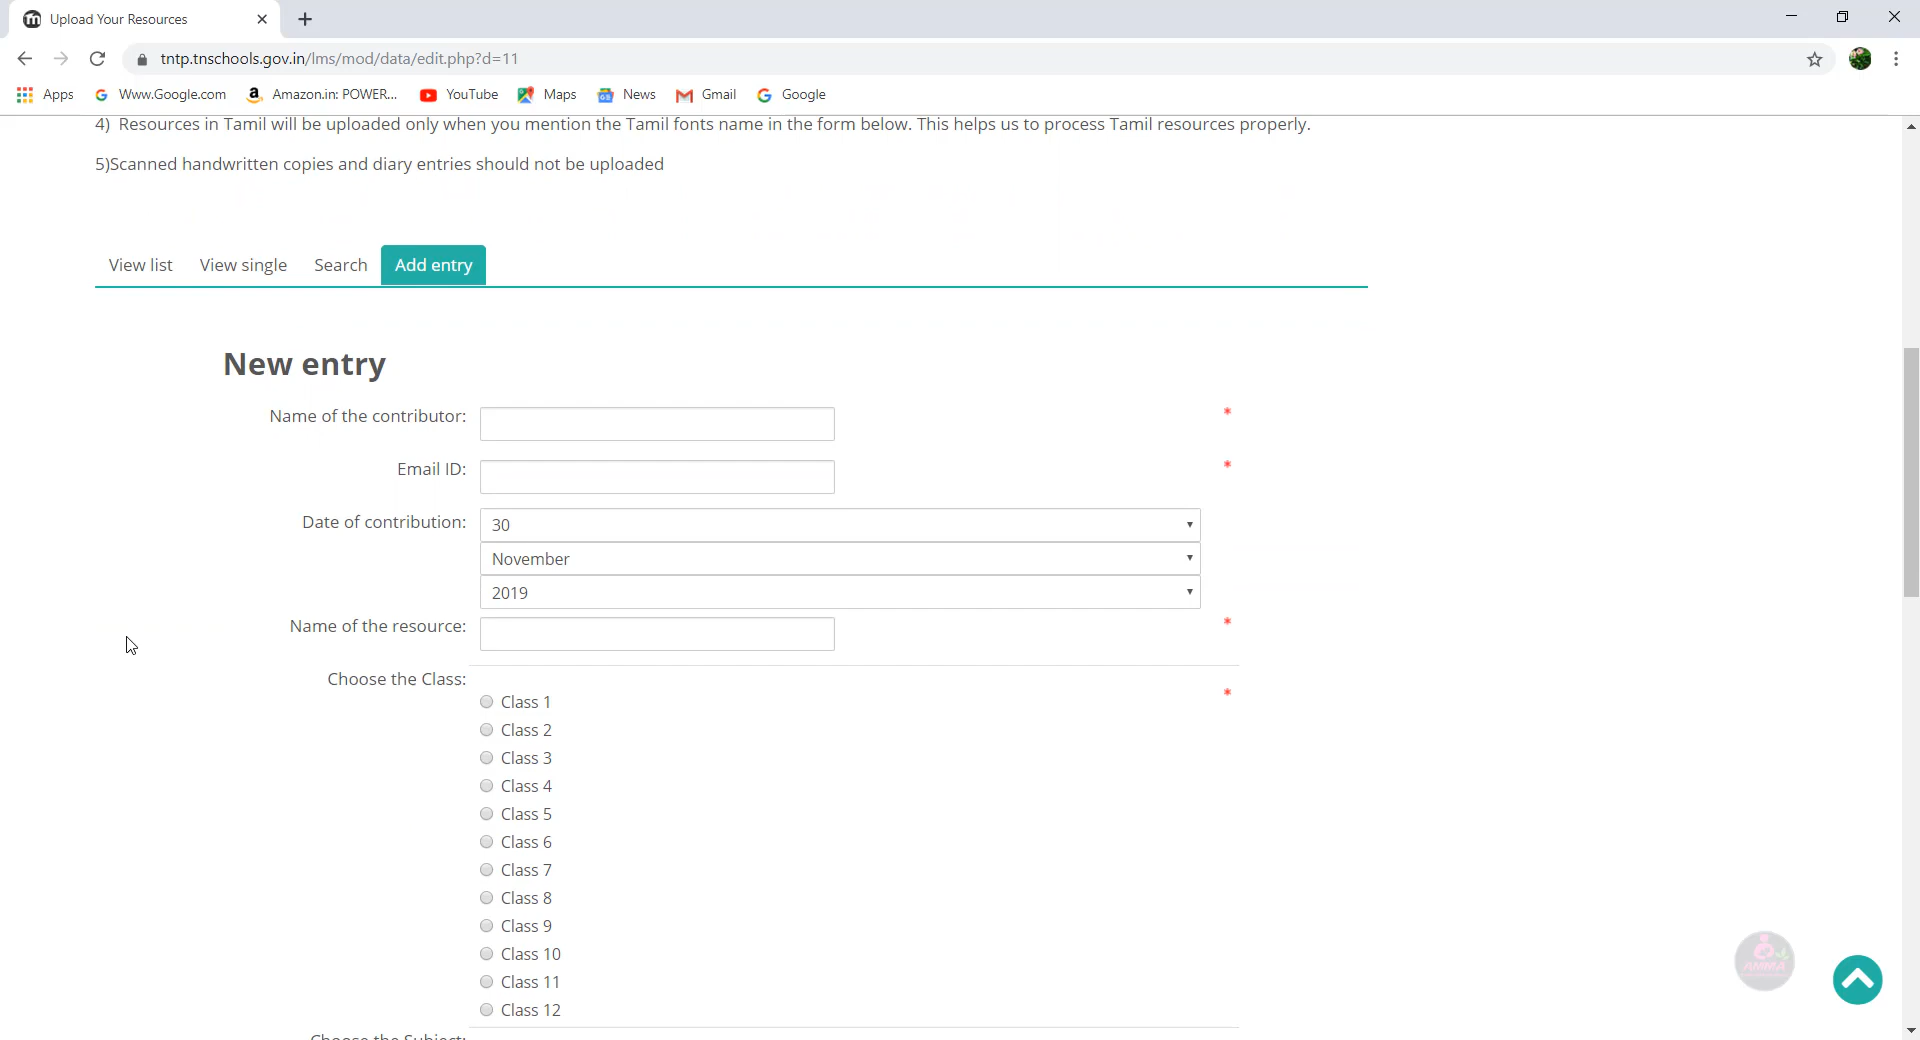 Upload Your Resources
tntp.tnschools.gov.in/lms/mod/data/edit.php?d=11
Apps Www.Google.com Amazon.in: POWER... YouTube Maps News Gmail Google
4) Resources in Tamil will be uploaded only when you mention the Tamil fonts name in the form below. This helps us to process Tamil resources properly.
5)Scanned handwritten copies and diary entries should not be uploaded
View list View single Search Add entry
New entry
Name of the contributor: *
Email ID: *
Date of contribution: 30
November
2019
Name of the resource: *
Choose the Class: *
Class 1
Class 2
Class 3
Class 4
Class 5
Class 6
Class 7
Class 8
Class 9
Class 10
Class 11
Class 12
AMMA
Choose the Subject: